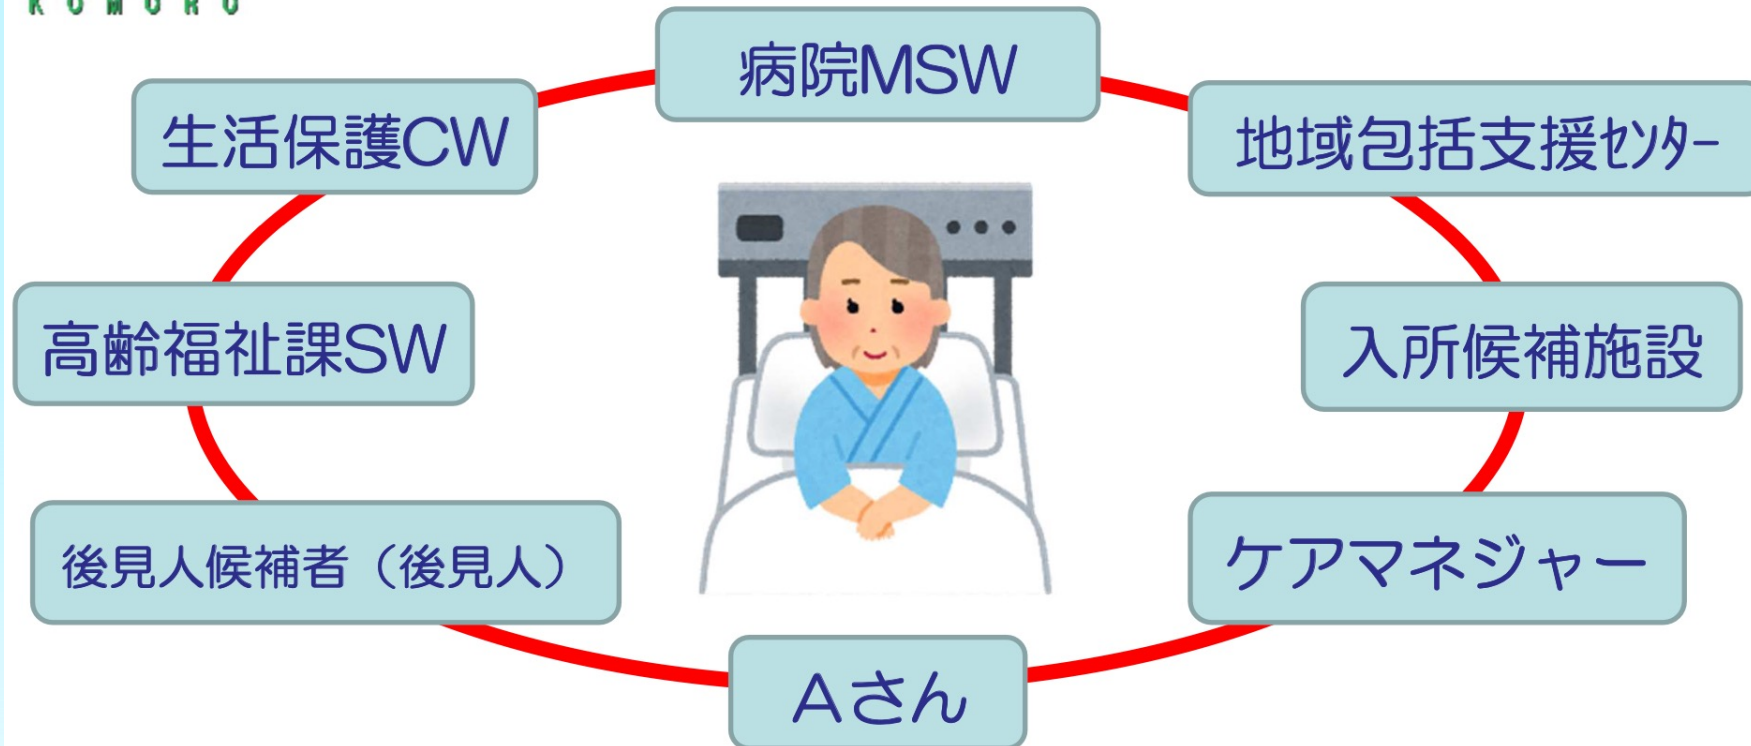 KOMORO
病院MSW
生活保護CW
地域包括支援ｾﾝﾀｰ
高齢福祉課SW
入所候補施設
後見人候補者（後見人）
ケアマネジャー
Aさん